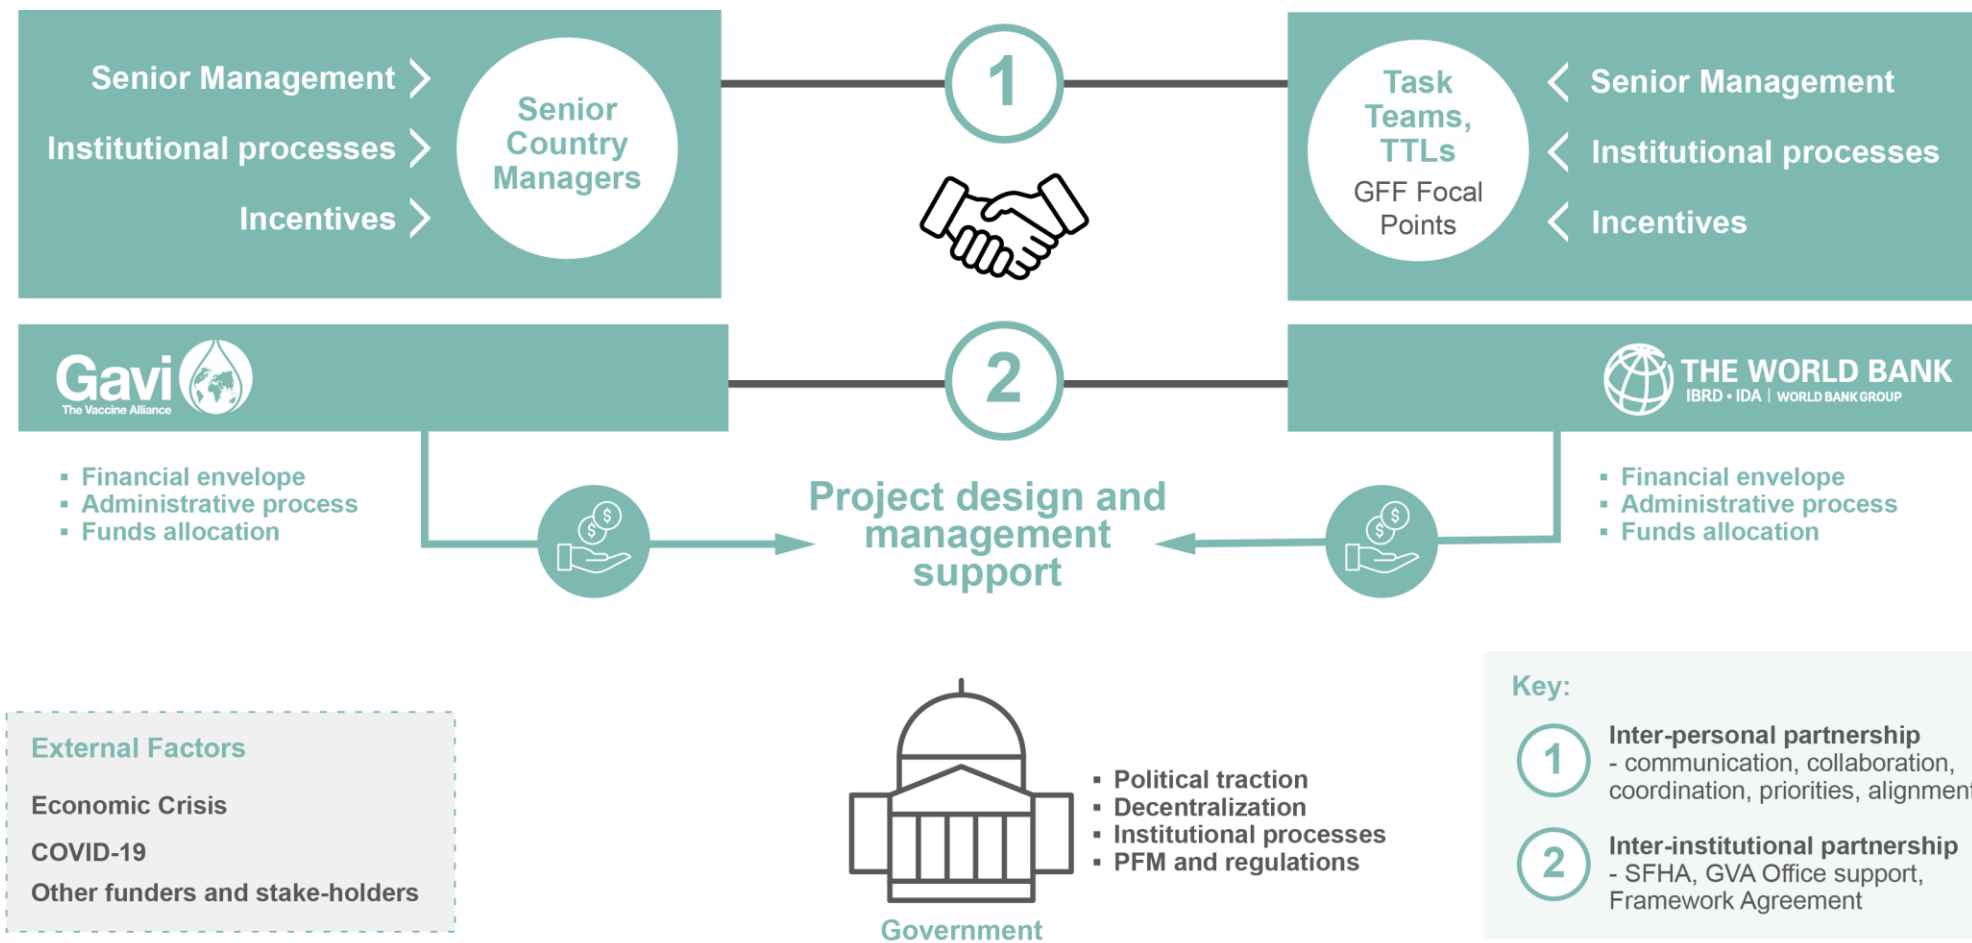 Senior Management
Institutional processes
Incentives
Senior
Country
Managers
1
Task
Teams,
TTLs
GFF Focal
Points
Senior Management
Institutional processes
Incentives
Gavi
The Vaccine Alliance
2
THE WORLD BANK
IBRD • IDA | WORLD BANK GROUP
▪ Financial envelope
▪ Administrative process
▪ Funds allocation
$
$
Project design and
management
support
$
$
▪ Financial envelope
▪ Administrative process
▪ Funds allocation
External Factors
Economic Crisis
COVID-19
Other funders and stake-holders
▪ Political traction
▪ Decentralization
▪ Institutional processes
▪ PFM and regulations
Government
Key:
1
Inter-personal partnership
- communication, collaboration,
coordination, priorities, alignment
2
Inter-institutional partnership
- SFHA, GVA Office support,
Framework Agreement